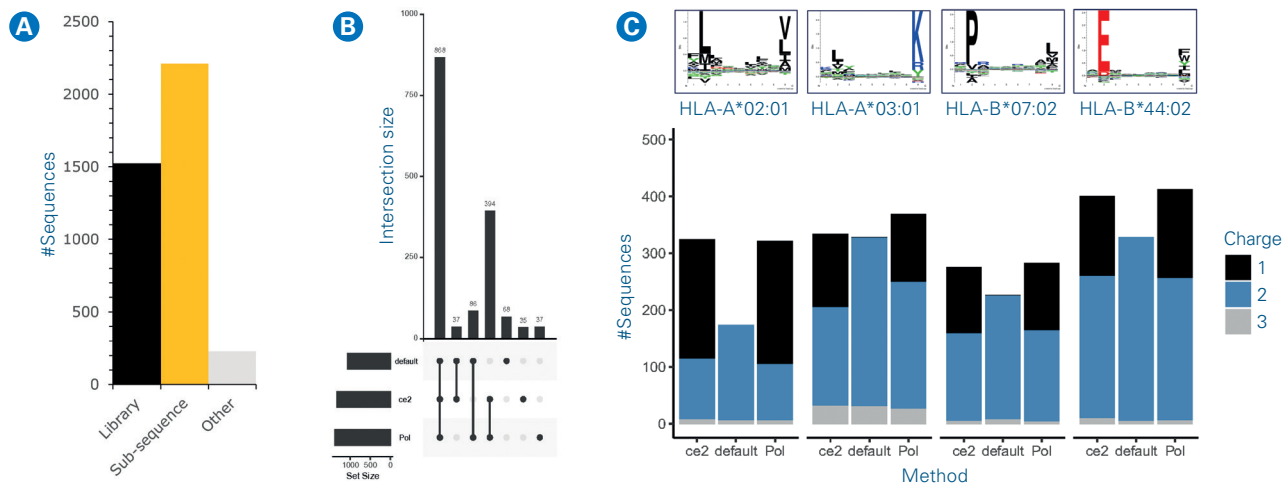 A
#Sequences
2500
2000
1500
1000
500
0
Library
Sub-sequence
Other
B
Intersection size
1000
750
500
250
0
868
37
86
394
68
35
37
default
ce2
Pol
1000 500 0
Set Size
C
HLA-A*02:01
HLA-A*03:01
HLA-B*07:02
HLA-B*44:02
#Sequences
500
400
300
200
100
0
ce2 default Pol
ce2 default Pol
ce2 default Pol
ce2 default Pol
Method
Charge
1
2
3